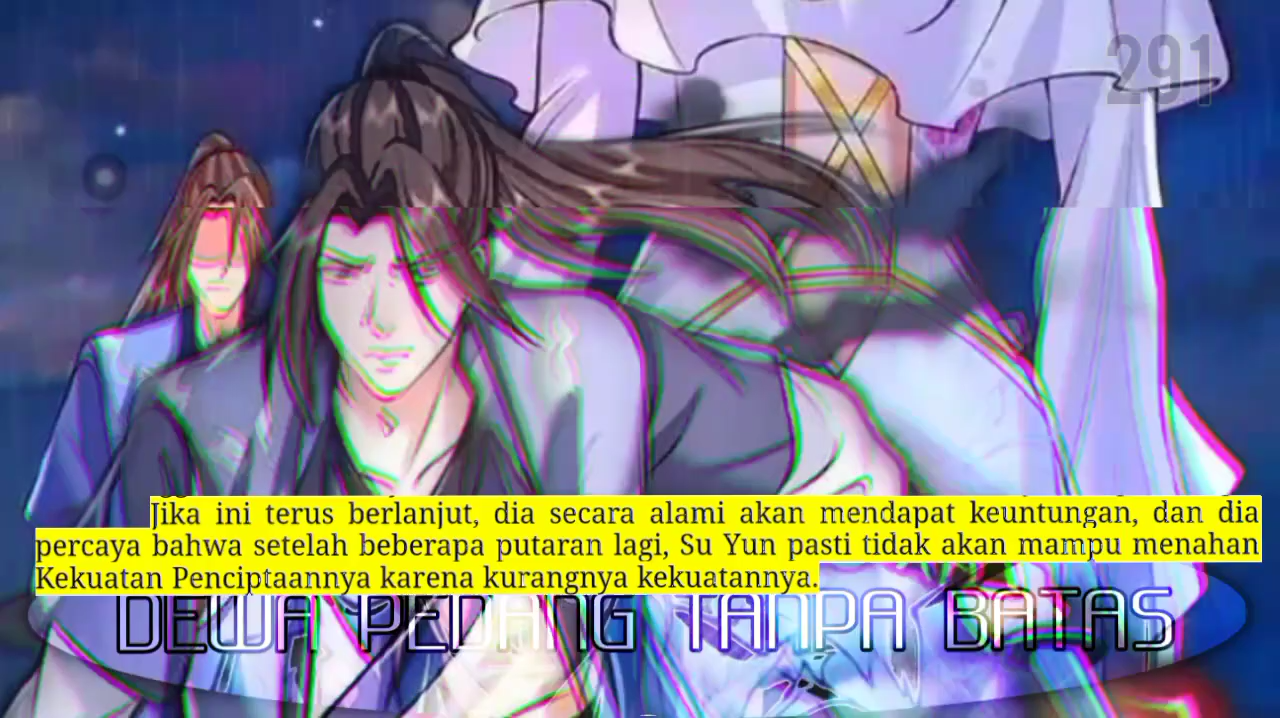 291
Jika ini terus berlanjut, dia secara alami akan mendapat keuntungan, dan dia
percaya bahwa setelah beberapa putaran lagi, Su Yun pasti tidak akan mampu menahan
Kekuatan Penciptaannya karena kurangnya kekuatannya.
DEWA PEDANG TANPA BATAS